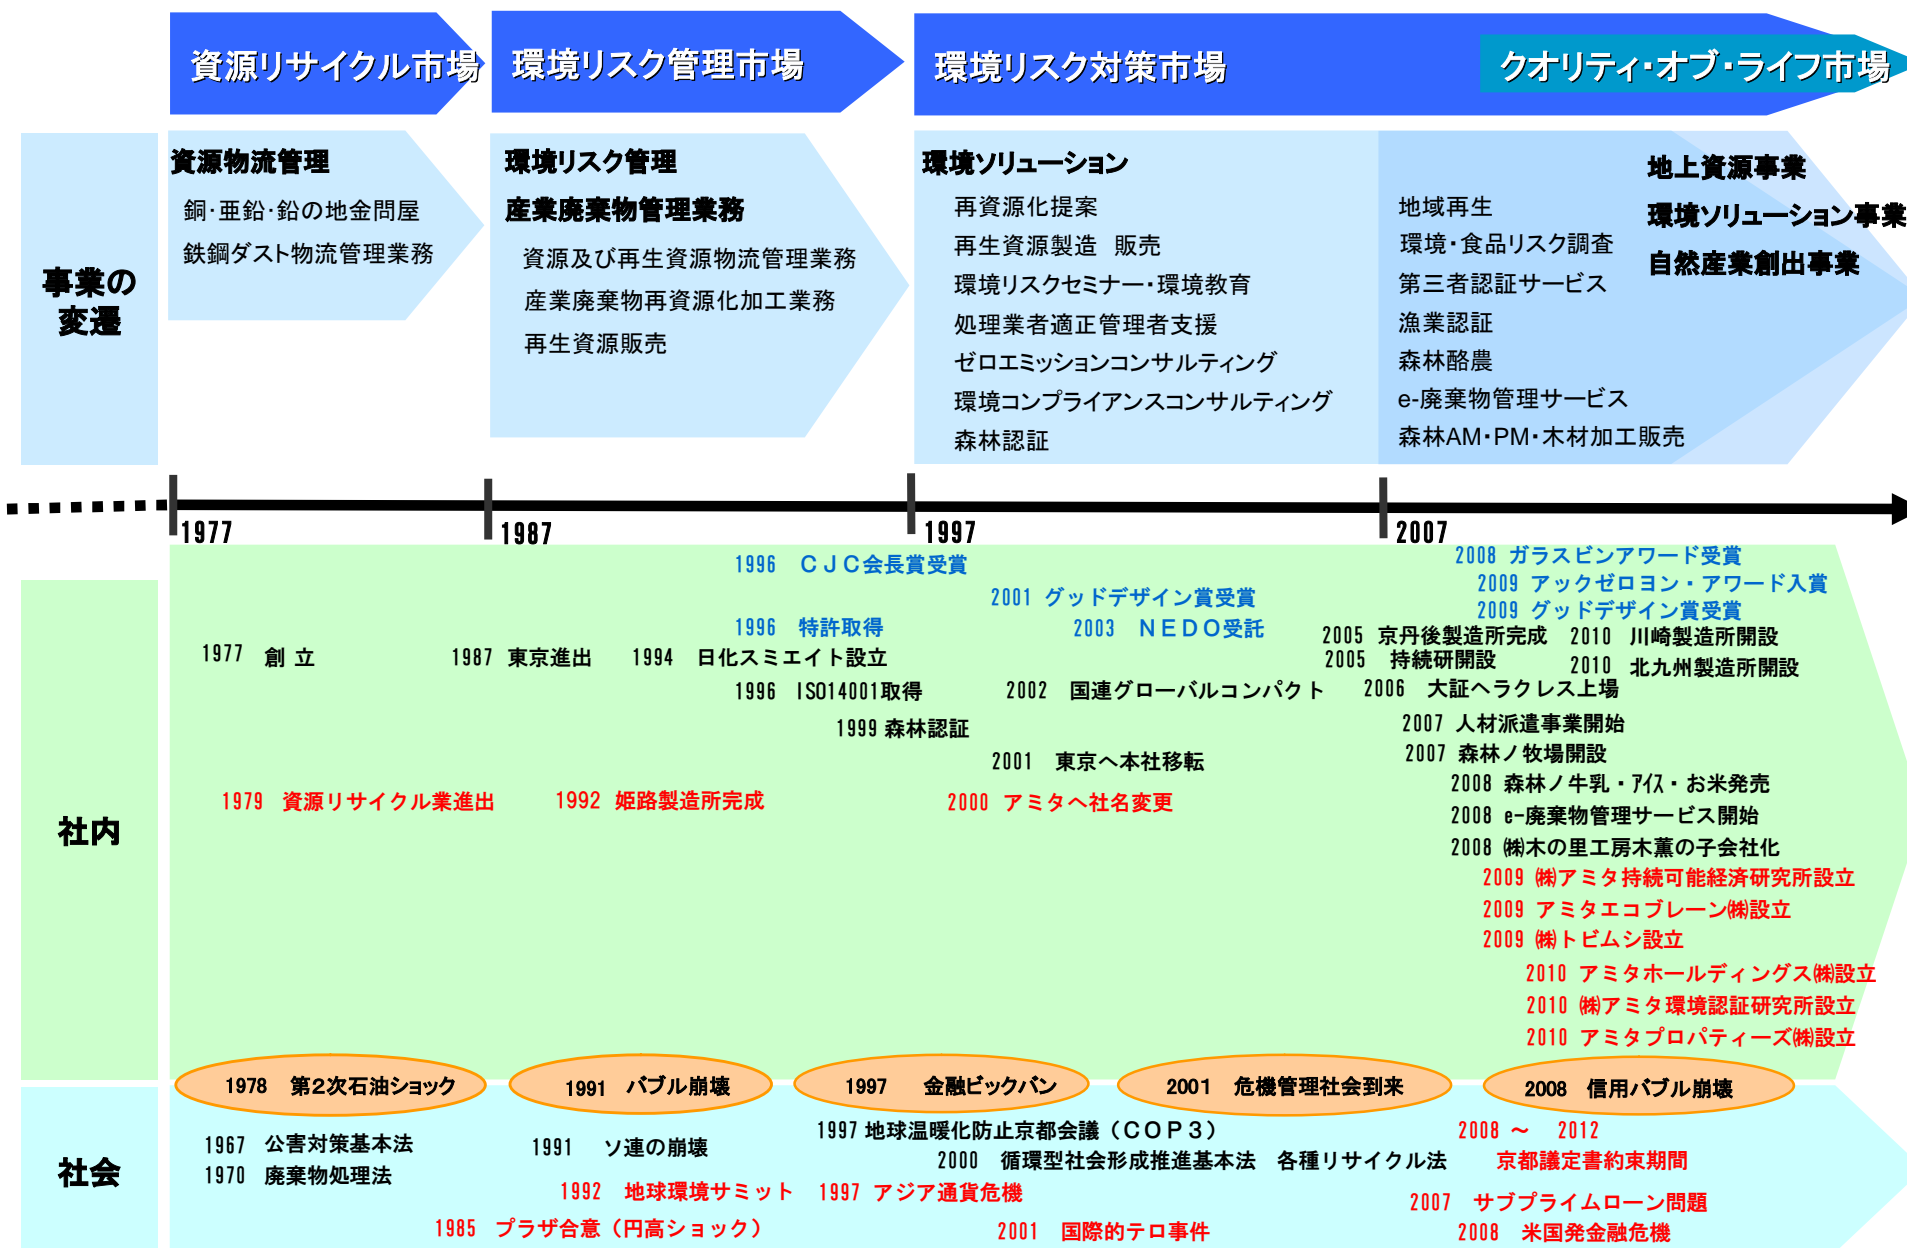 資源リサイクル市場
環境リスク管理市場
環境リスク対策市場
クオリティ・オブ・ライフ市場
事業の
変遷
資源物流管理
銅・亜鉛・鉛の地金問屋
鉄鋼ダスト物流管理業務
環境リスク管理
産業廃棄物管理業務
資源及び再生資源物流管理業務
産業廃棄物再資源化加工業務
再生資源販売
環境ソリューション
再資源化提案
再生資源製造 販売
環境リスクセミナー・環境教育
処理業者適正管理者支援
ゼロエミッションコンサルティング
環境コンプライアンスコンサルティング
森林認証
地域再生
環境・食品リスク調査
第三者認証サービス
漁業認証
森林酪農
e-廃棄物管理サービス
森林AM・PM・木材加工販売
地上資源事業
環境ソリューション事業
自然産業創出事業
1977
1987
1997
2007
社内
1996 CJC会長賞受賞
2001 グッドデザイン賞受賞
1996 特許取得
2003 NEDO受託
2008 ガラスビンアワード受賞
2009 アックゼロヨン・アワード入賞
2009 グッドデザイン賞受賞
1977 創立
1987 東京進出
1994 日化スミエイト設立
1996 ISO14001取得
1999 森林認証
2002 国連グローバルコンパクト
2001 東京へ本社移転
2005 京丹後製造所完成
2005 持続研開設
2006 大証ヘラクレス上場
2010 川崎製造所開設
2010 北九州製造所開設
2007 人材派遣事業開始
2007 森林ノ牧場開設
2008 森林ノ牛乳・アイス・お米発売
2008 e-廃棄物管理サービス開始
2008 ㈱木の里工房木薫の子会社化
1979 資源リサイクル業進出
1992 姫路製造所完成
2000 アミタへ社名変更
2009 ㈱アミタ持続可能経済研究所設立
2009 アミタエコブレーン㈱設立
2009 ㈱トビムシ設立
2010 アミタホールディングス㈱設立
2010 ㈱アミタ環境認証研究所設立
2010 アミタプロパティーズ㈱設立
1978 第2次石油ショック
1991 バブル崩壊
1997 金融ビックバン
2001 危機管理社会到来
2008 信用バブル崩壊
社会
1967 公害対策基本法
1970 廃棄物処理法
1991 ソ連の崩壊
1992 地球環境サミット
1985 プラザ合意（円高ショック）
1997 地球温暖化防止京都会議（COP3）
2000 循環型社会形成推進基本法 各種リサイクル法
1997 アジア通貨危機
2001 国際的テロ事件
2008 ～ 2012
京都議定書約束期間
2007 サブプライムローン問題
2008 米国発金融危機